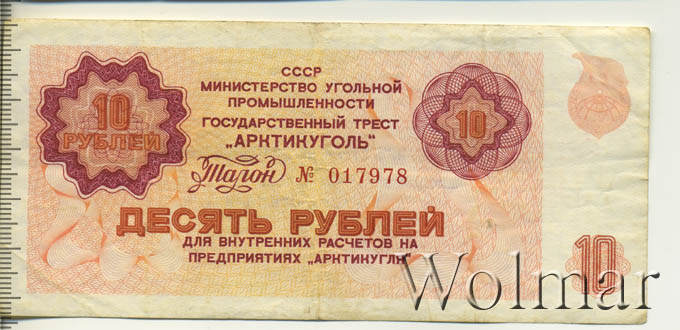 СССР
МИНИСТЕРСТВО УГОЛЬНОЙ
ПРОМЫШЛЕННОСТИ
ГОСУДАРСТВЕННЫЙ ТРЕСТ
„АРКТИКУГОЛЬ"
10
РУБЛЕЙ
10
Талон № 017978
ДЕСЯТЬ РУБЛЕЙ
ДЛЯ ВНУТРЕННИХ РАСЧЕТОВ НА
ПРЕДПРИЯТИЯХ „АРКТИКУГЛЯ"
10
Wolmar